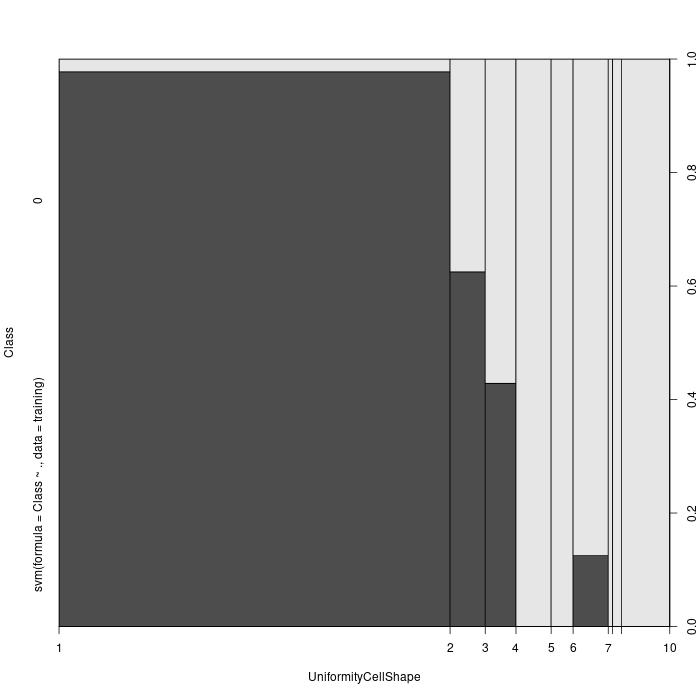 Class
0
svm(formula = Class ~ ., data = training)
1.0
0.8
0.6
0.4
0.2
0.0
1 2 3 4 5 6 7 10
UniformityCellShape